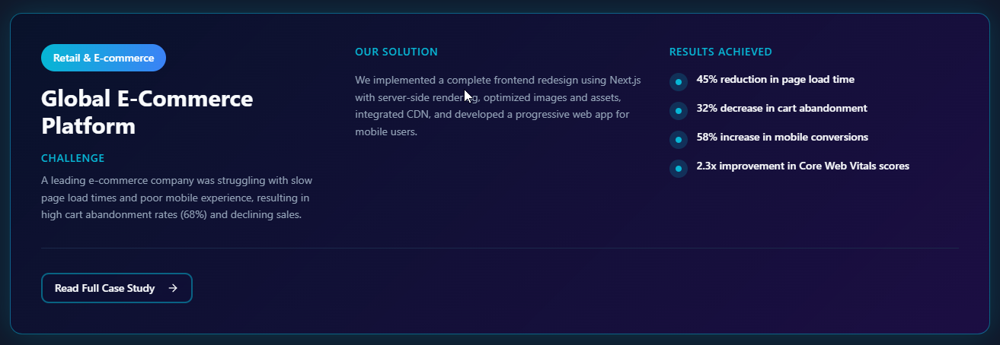 Retail & E-commerce
Global E-Commerce
Platform
CHALLENGE
A leading e-commerce company was struggling with slow
page load times and poor mobile experience, resulting in
high cart abandonment rates (68%) and declining sales.
OUR SOLUTION
We implemented a complete frontend redesign using Next.js
with server-side rendering, optimized images and assets,
integrated CDN, and developed a progressive web app for
mobile users.
RESULTS ACHIEVED
45% reduction in page load time
32% decrease in cart abandonment
58% increase in mobile conversions
2.3x improvement in Core Web Vitals scores
Read Full Case Study